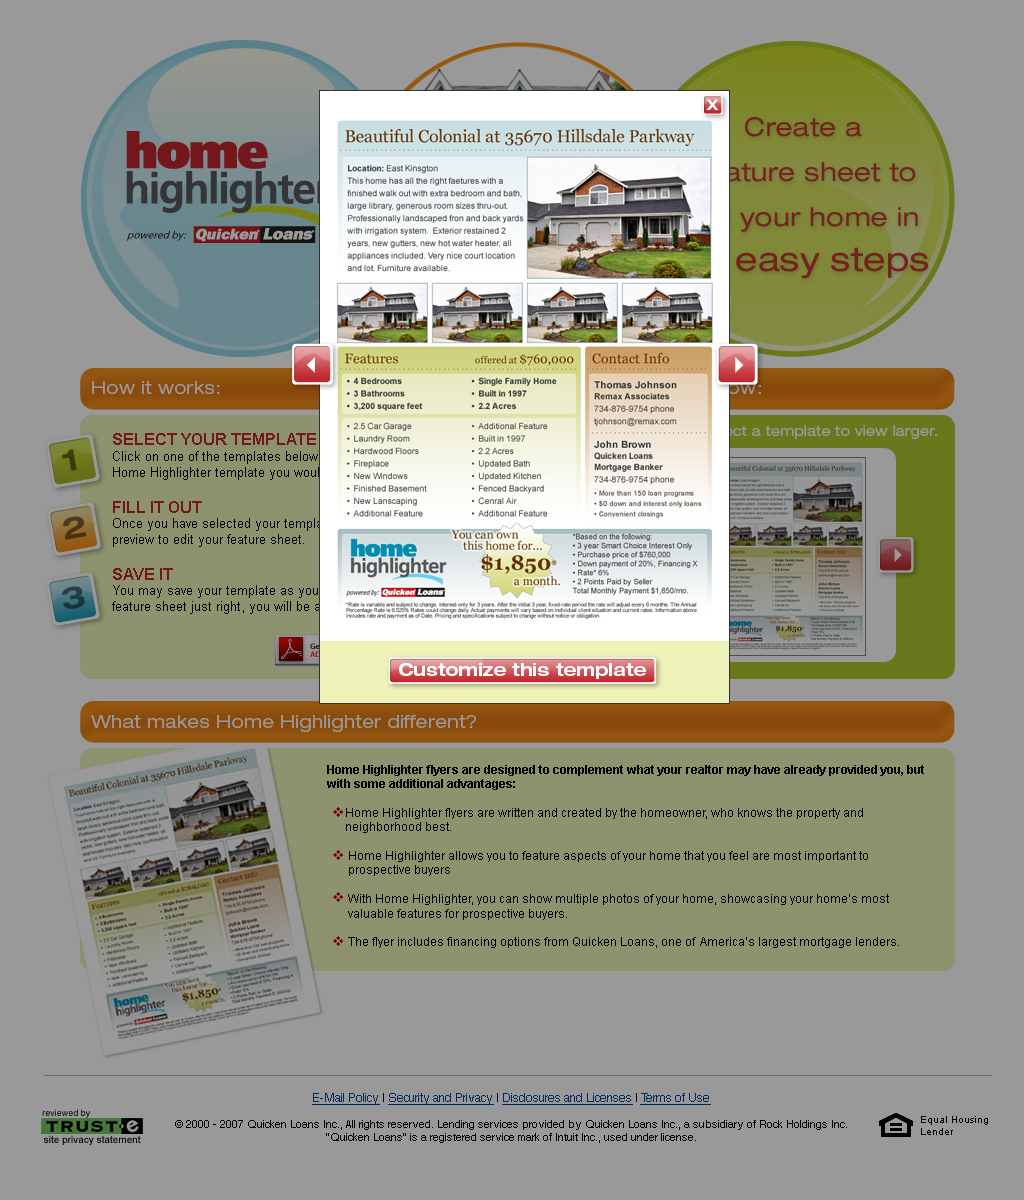 home
highlighter
powered by: Quicken Loans
Create a
ature sheet to
your home in
easy steps
Beautiful Colonial at 35670 Hillsdale Parkway
Location: East Kinsgton
This home has all the right faetures with a
finished walk out with extra bedroom and bath,
large library, generous room sizes thru-out.
Professionally landscaped fron and back yards
with irrigation system. Exterior restained 2
years, new gutters, new hot water heater, all
appliances included. Very nice court location
and lot. Furniture available.
Features offered at $760,000
• 4 Bedrooms
• 3 Bathrooms
• 3,200 square feet
• Single Family Home
• Built in 1997
• 2.2 Acres
• 2.5 Car Garage
• Laundry Room
• Hardwood Floors
• Fireplace
• New Windows
• Finished Basement
• New Lanscaping
• Additional Feature
• Additional Feature
• Built in 1997
• 2.2 Acres
• Updated Bath
• Updated Kitchen
• Fenced Backyard
• Cenral Air
• Additional Feature
Contact Info
Thomas Johnson
Remax Associates
734-876-9754 phone
tjohnson@remax.com
John Brown
Quicken Loans
Mortgage Banker
734-876-9754 phone
• More than 150 loan programs
• $0 down and interest only loans
• Convenient closings
home
highlighter
powered by: Quicken Loans
You can own
this home for...
$1,850*
a month.
*Based on the following:
• 3 year Smart Choice Interest Only
• Purchase price of $760,000
• Down payment of 20%, Financing X
• Rate* 6%
• 2 Points Paid by Seller
Total Monthly Payment $1,850/mo.
*Rate is variable and subject to change. Interest-only for 3 years. After the initial 3 year, fixed-rate period the rate will adjust every 6 months. The Annual
Percentage Rate is 6.522% Rates could change daily. Actual payments will vary based on individual client situation and current rates. Information above
includes rate and payment as of Date. Pricing and specifications subject to change without notice or obligation.
Customize this template
How it works:
ow:
1
SELECT YOUR TEMPLATE
Click on one of the templates below
Home Highlighter template you woul
2
FILL IT OUT
Once you have selected your templa
preview to edit your feature sheet.
3
SAVE IT
You may save your template as you
feature sheet just right, you will be a
Ge
AD
ect a template to view larger.
What makes Home Highlighter different?
Beautiful Colonial at 35670 Hillsdale Parkway
Home Highlighter flyers are designed to complement what your realtor may have already provided you, but
with some additional advantages:
Home Highlighter flyers are written and created by the homeowner, who knows the property and
neighborhood best.
Home Highlighter allows you to feature aspects of your home that you feel are most important to
prospective buyers
With Home Highlighter, you can show multiple photos of your home, showcasing your home's most
valuable features for prospective buyers.
The flyer includes financing options from Quicken Loans, one of America's largest mortgage lenders.
E-Mail Policy | Security and Privacy | Disclosures and Licenses | Terms of Use
reviewed by
TRUSTe
site privacy statement
© 2000 - 2007 Quicken Loans Inc., All rights reserved. Lending services provided by Quicken Loans Inc., a subsidiary of Rock Holdings Inc.
"Quicken Loans" is a registered service mark of Intuit Inc., used under license.
Equal Housing
Lender